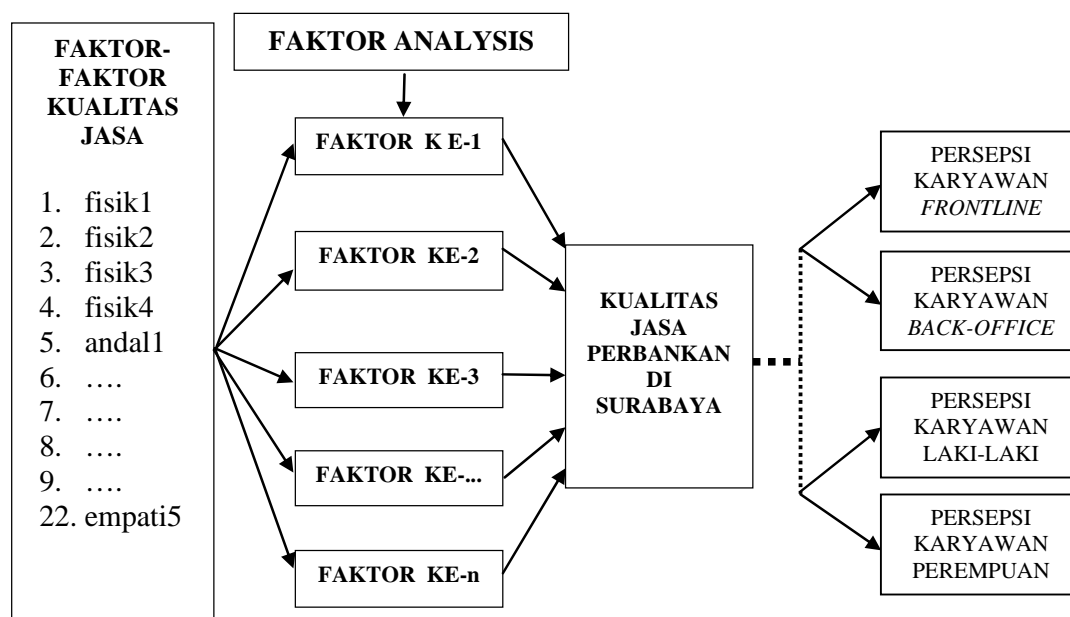 FAKTOR-
FAKTOR
KUALITAS
JASA
1. fisik1
2. fisik2
3. fisik3
4. fisik4
5. andal1
6. ….
7. ….
8. ….
9. ….
22. empati5
FAKTOR ANALYSIS
FAKTOR K E-1
FAKTOR KE-2
FAKTOR KE-3
FAKTOR KE-...
FAKTOR KE-n
KUALITAS
JASA
PERBANKAN
DI
SURABAYA
PERSEPSI
KARYAWAN
FRONTLINE
PERSEPSI
KARYAWAN
BACK-OFFICE
PERSEPSI
KARYAWAN
LAKI-LAKI
PERSEPSI
KARYAWAN
PEREMPUAN